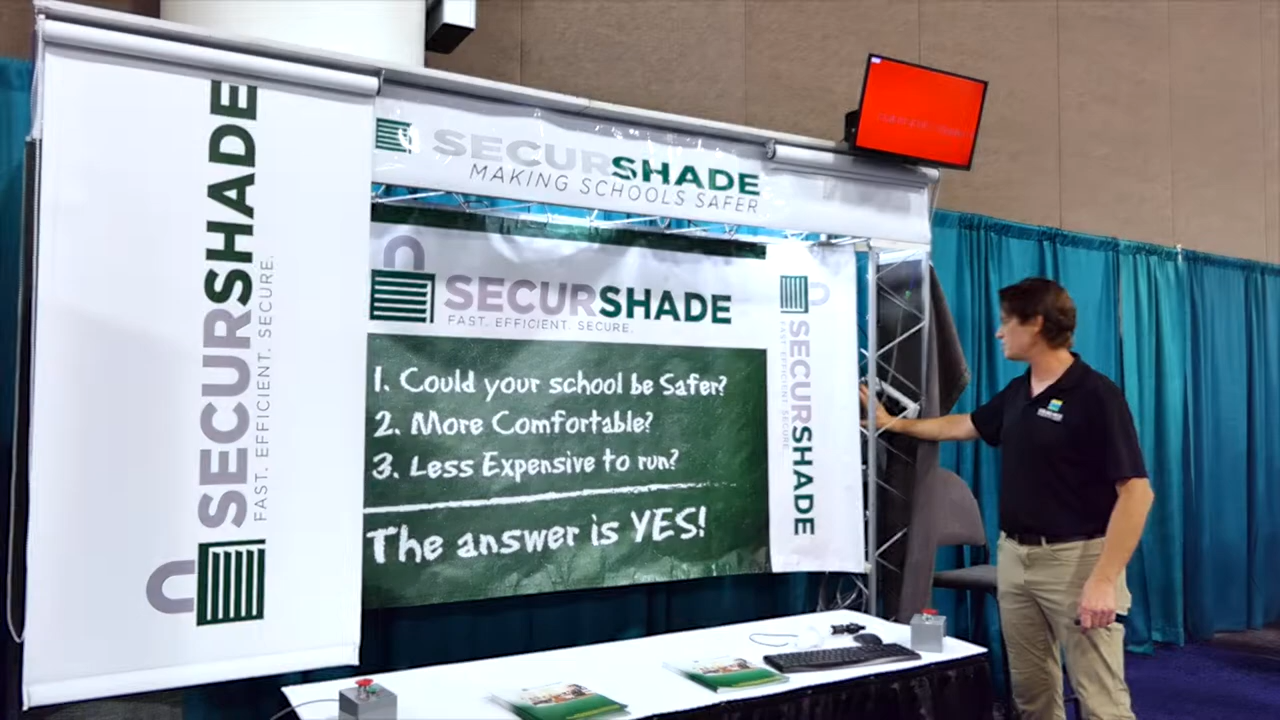 SECURSHADE
FAST. EFFICIENT. SECURE.
SECURSHADE
MAKING SCHOOLS SAFER
SECURSHADE
FAST. EFFICIENT. SECURE.
1. Could your school be Safer?
2. More Comfortable?
3. Less Expensive to run?
The answer is YES!
SECURSHADE
FAST. EFFICIENT. SECURE.